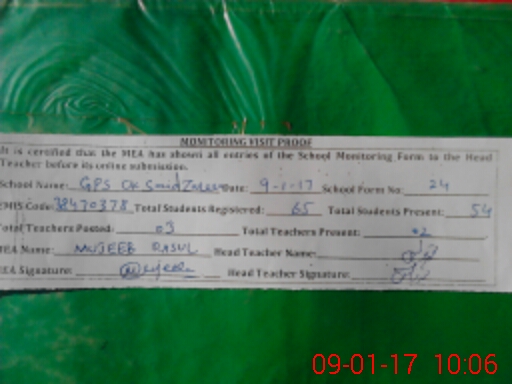 MONITORING VISIT PROOF
It is certified that the MEA has shown all entries of the School Monitoring Form to the Head
Teacher before its online submission.
School Name: GPS Date: 9-1-17 School Form No: 24
EMIS Code: 38470378 Total Students Registered: 65 Total Students Present: 54
Total Teachers Posted: 03 Total Teachers Present: 02
MEA Name: MUJEEB RASUL Head Teacher Name:
MEA Signature: Head Teacher Signature:
09-01-17 10:06